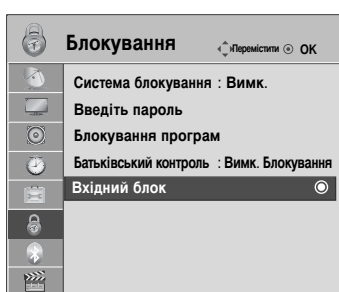 Блокування Перемістити OK
Система блокування : Вимк.
Введіть пароль
Блокування програм
Батьківський контроль : Вимк. Блокування
Вхідний блок